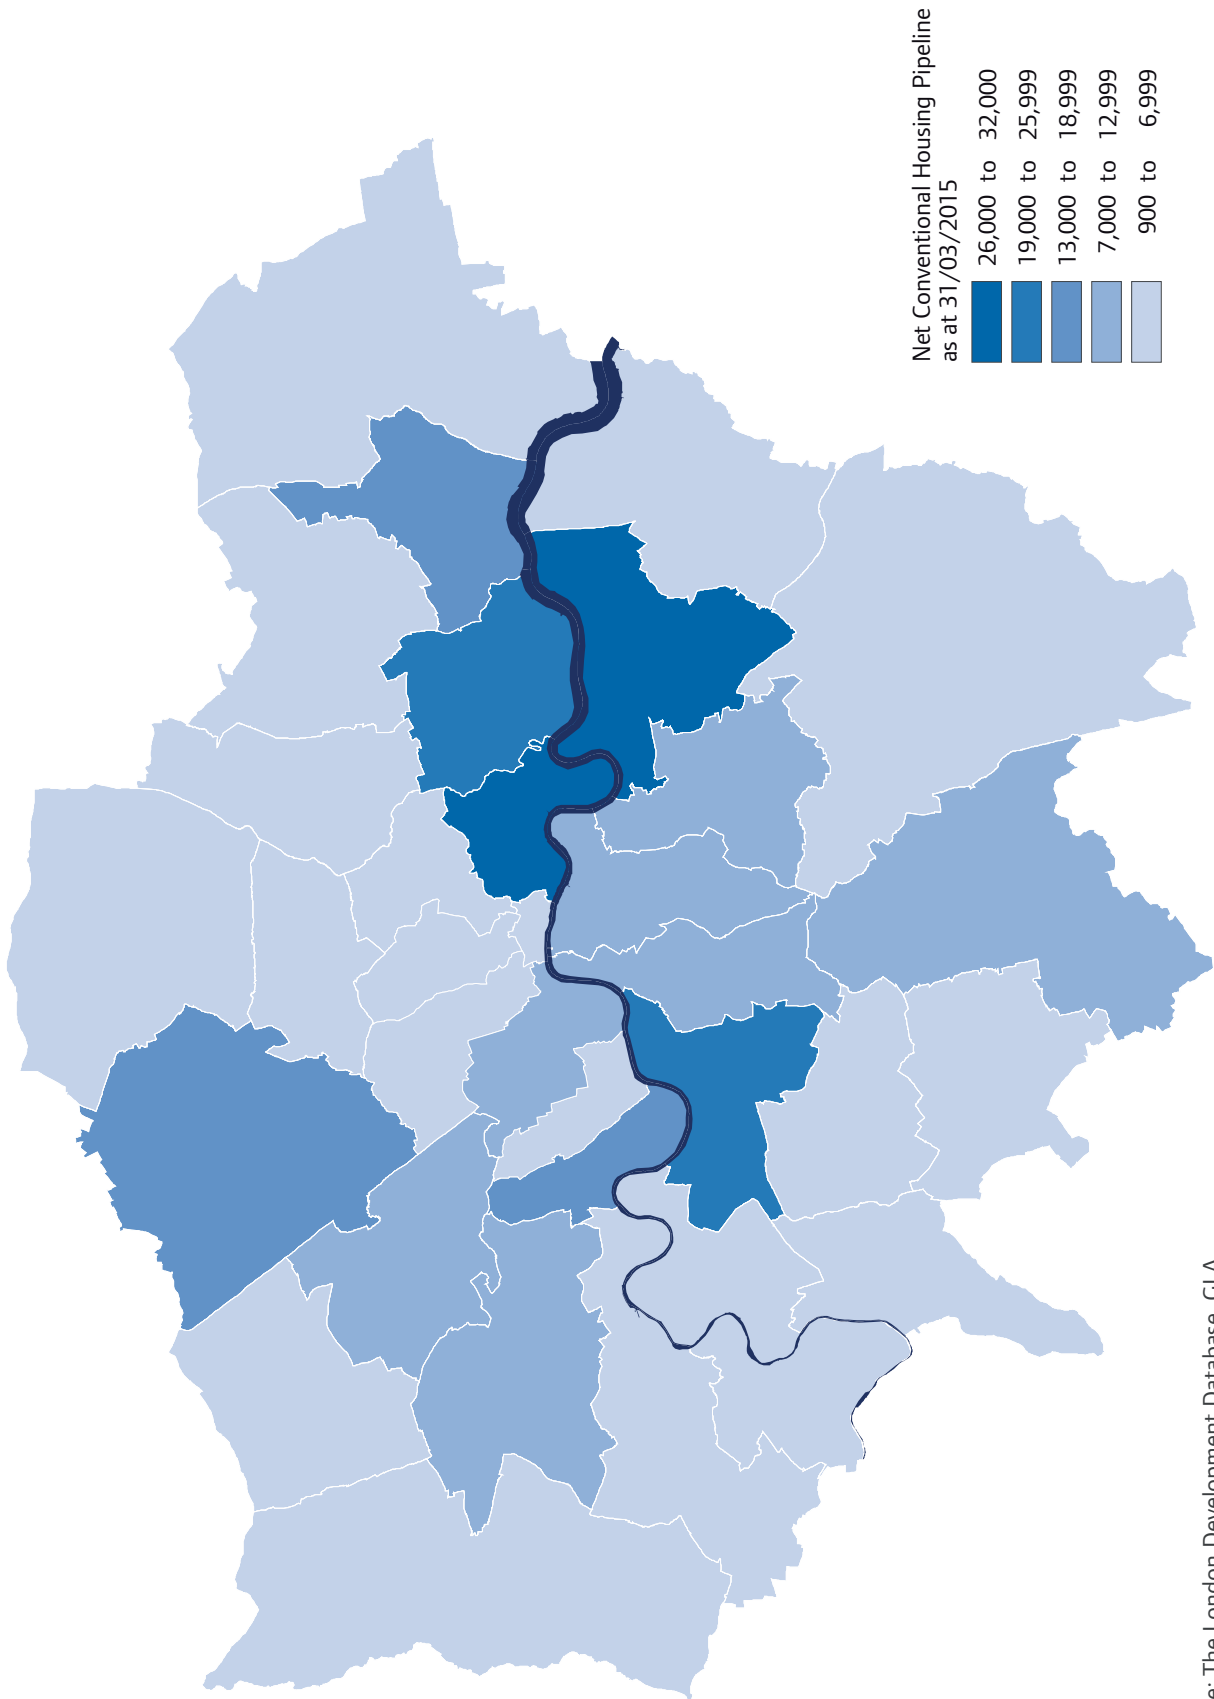 Net Conventional Housing Pipeline
as at 31/03/2015
26,000 to 32,000
19,000 to 25,999
13,000 to 18,999
7,000 to 12,999
900 to 6,999
The London Development Database, GLA